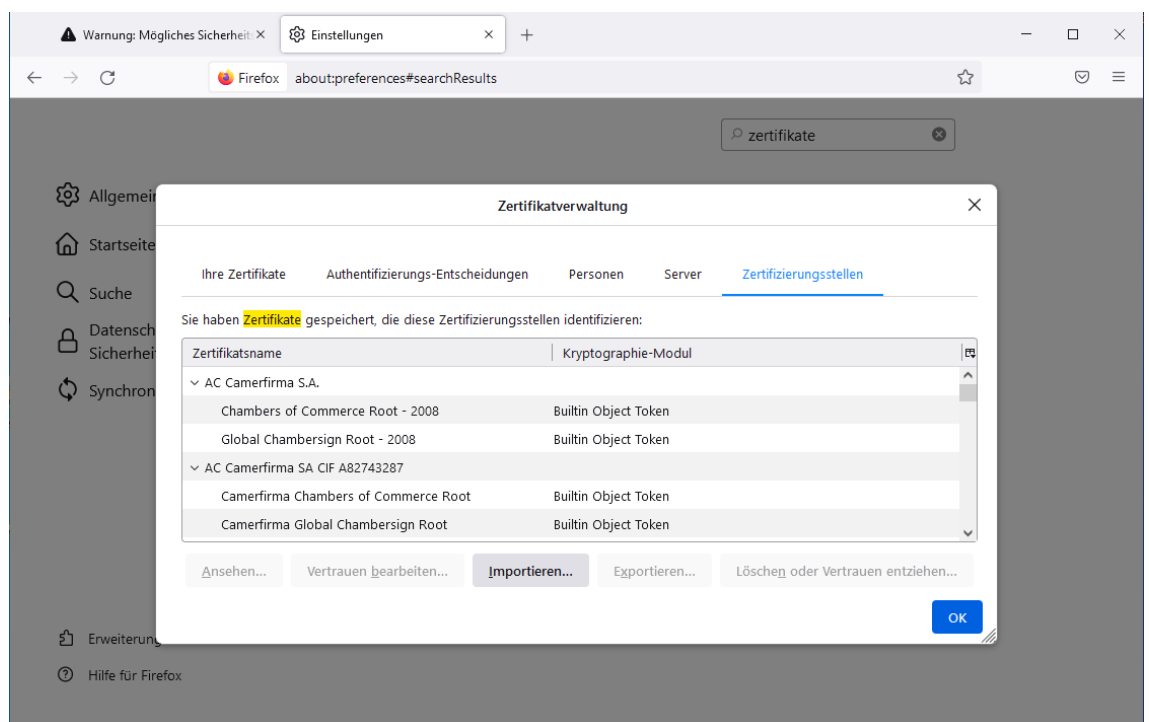 Warnung: Mögliches Sicherheits
Einstellungen
Firefox about:preferences#searchResults
zertifikate
Allgemein
Startseite
Suche
Datensch
Sicherheit
Synchron
Erweiterung
Hilfe für Firefox
Zertifikatverwaltung
Ihre Zertifikate Authentifizierungs-Entscheidungen Personen Server Zertifizierungsstellen
Sie haben Zertifikate gespeichert, die diese Zertifizierungsstellen identifizieren:
Zertifikatsname Kryptographie-Modul
AC Camerfirma S.A.
Chambers of Commerce Root - 2008 Builtin Object Token
Global Chambersign Root - 2008 Builtin Object Token
AC Camerfirma SA CIF A82743287
Camerfirma Chambers of Commerce Root Builtin Object Token
Camerfirma Global Chambersign Root Builtin Object Token
Ansehen... Vertrauen bearbeiten... Importieren... Exportieren... Löschen oder Vertrauen entziehen...
OK